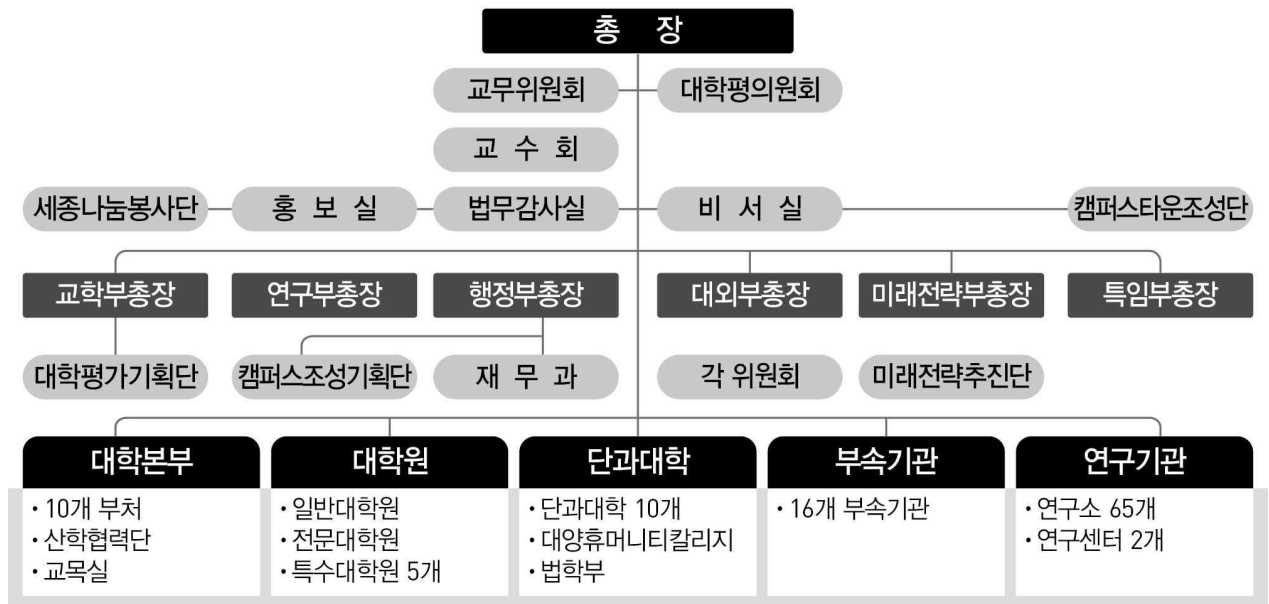 총 장
교무위원회
대학평의원회
교 수 회
세종나눔봉사단
홍 보 실
법무감사실
비 서 실
캠퍼스타운조성단
교학부총장
연구부총장
행정부총장
대외부총장
미래전략부총장
특임부총장
대학평가기획단
캠퍼스조성기획단
재 무 과
각 위원회
미래전략추진단
대학본부
· 10개 부처
· 산학협력단
· 교목실
대학원
· 일반대학원
· 전문대학원
· 특수대학원 5개
단과대학
· 단과대학 10개
· 대양휴머니티칼리지
· 법학부
부속기관
· 16개 부속기관
연구기관
· 연구소 65개
· 연구센터 2개